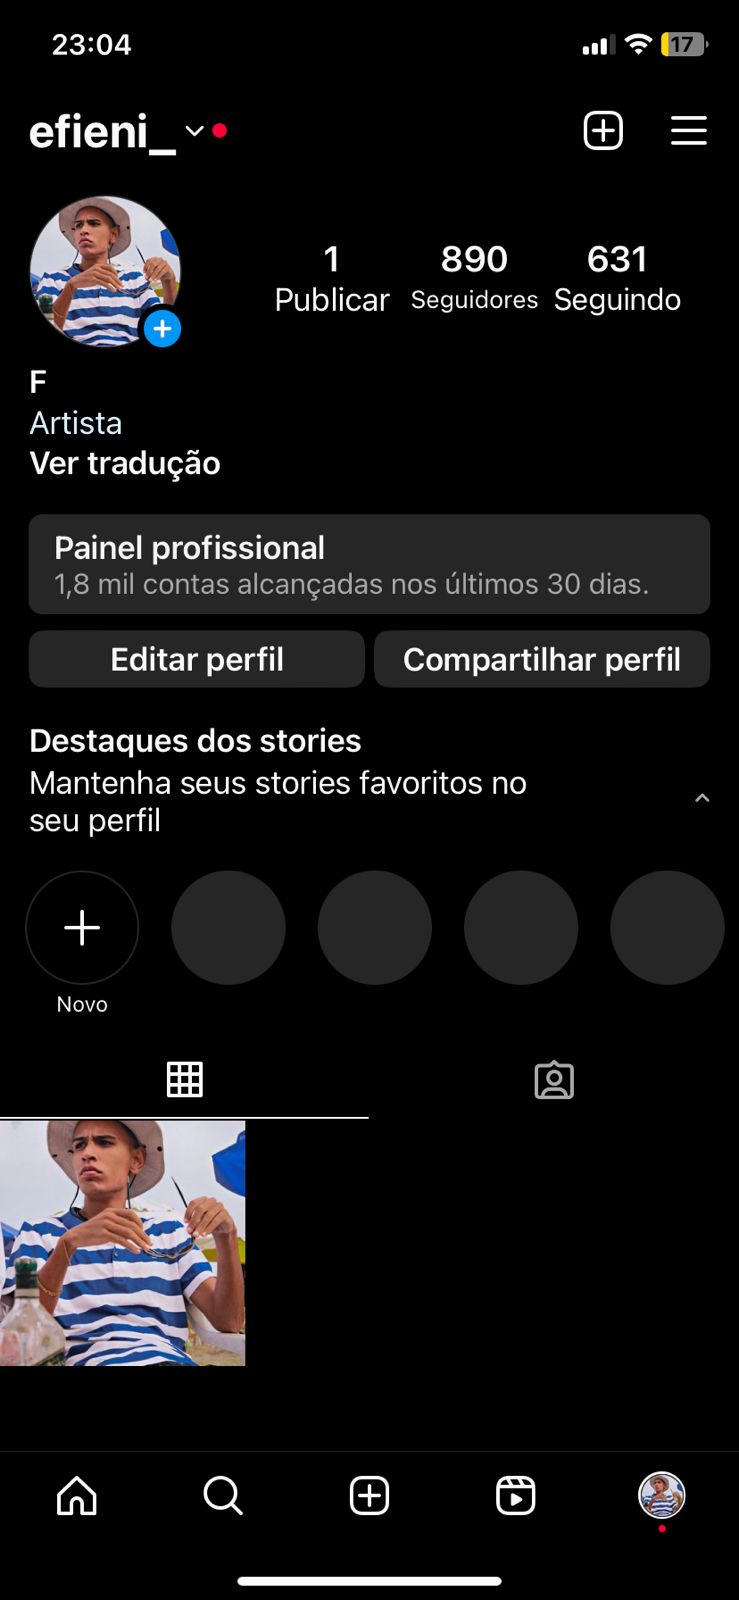 23:04
17
efieni_
1 890 631
Publicar Seguidores Seguindo
F
Artista
Ver tradução
Painel profissional
1,8 mil contas alcançadas nos últimos 30 dias.
Editar perfil Compartilhar perfil
Destaques dos stories
Mantenha seus stories favoritos no
seu perfil
Novo